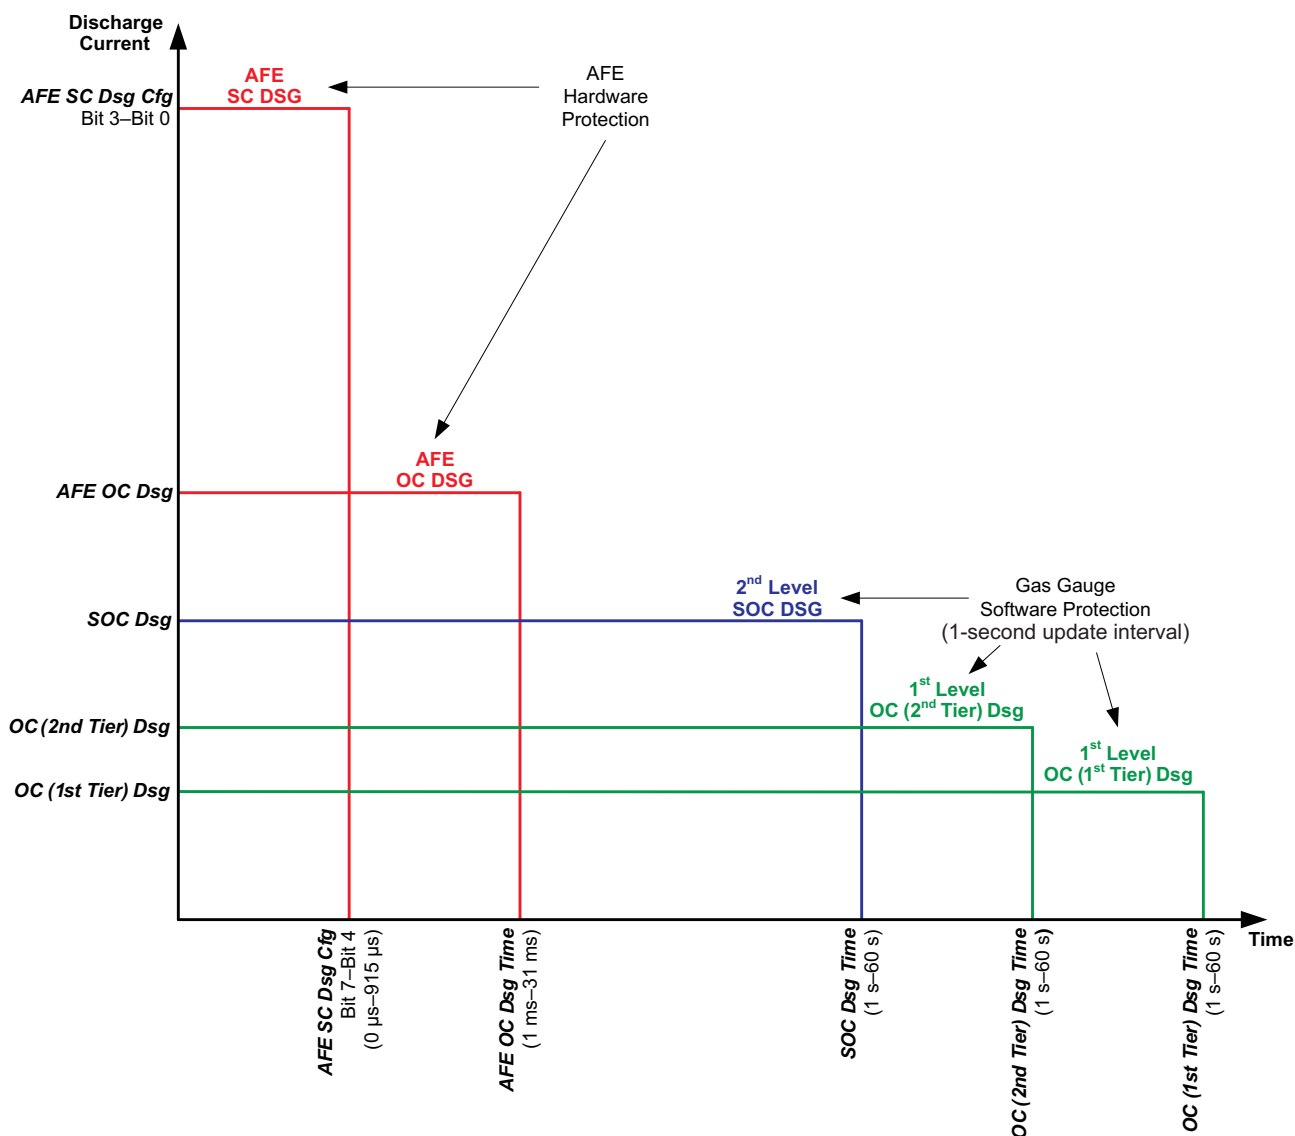 Discharge
Current
AFE SC Dsg Cfg
Bit 3–Bit 0
AFE
SC DSG
AFE
Hardware
Protection
AFE
OC DSG
AFE OC Dsg
2nd Level
SOC DSG
Gas Gauge
Software Protection
(1-second update interval)
SOC Dsg
1st Level
OC (2nd Tier) Dsg
OC (2nd Tier) Dsg
1st Level
OC (1st Tier) Dsg
OC (1st Tier) Dsg
Time
AFE SC Dsg Cfg
Bit 7–Bit 4
(0 µs–915 µs)
AFE OC Dsg Time
(1 ms–31 ms)
SOC Dsg Time
(1 s–60 s)
OC (2nd Tier) Dsg Time
(1 s–60 s)
OC (1st Tier) Dsg Time
(1 s–60 s)